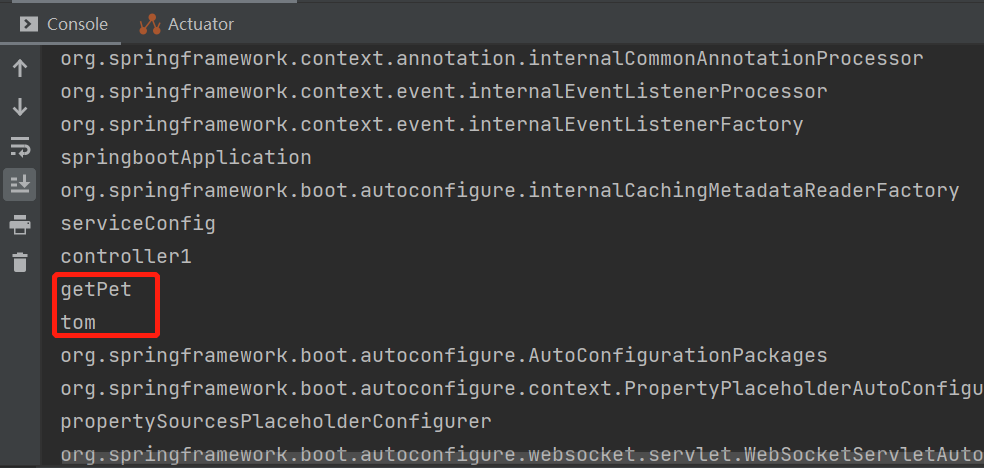 Console
Actuator
org.springframework.context.annotation.internalCommonAnnotationProcessor
org.springframework.context.event.internalEventListenerProcessor
org.springframework.context.event.internalEventListenerFactory
springbootApplication
org.springframework.boot.autoconfigure.internalCachingMetadataReaderFactory
serviceConfig
controller1
getPet
tom
org.springframework.boot.autoconfigure.AutoConfigurationPackages
org.springframework.boot.autoconfigure.context.PropertyPlaceholderAutoConfigu
propertySourcesPlaceholderConfigurer
org.springframework.boot.autoconfigure.websocket.servlet.WebSocketServletAuto